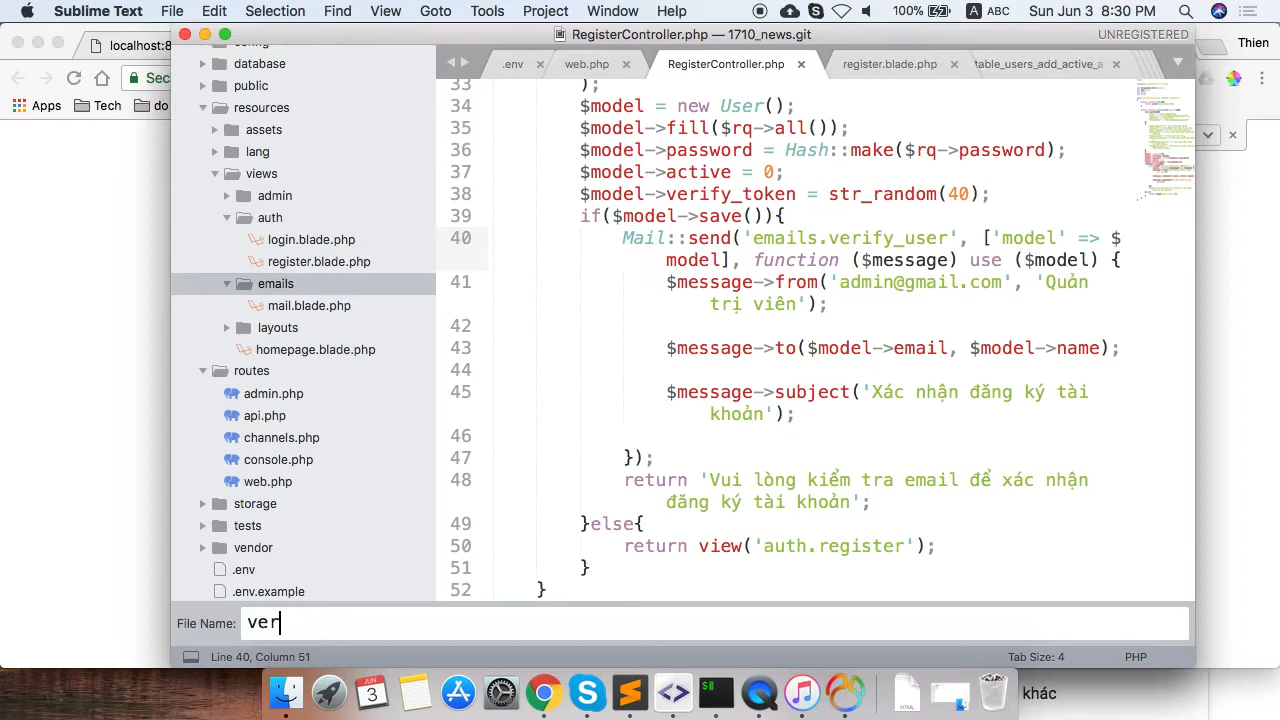 Sublime Text File Edit Selection Find View Goto Tools Project Window Help 100% A ABC Sun Jun 3 8:30 PM
RegisterController.php — 1710_news.git UNREGISTERED
localhost:8 Thien
Sec
Apps Tech do
.env web.php RegisterController.php register.blade.php table_users_add_active_a
database
public
resources
assets
lang
views
admin
auth
login.blade.php
register.blade.php
emails
mail.blade.php
layouts
homepage.blade.php
routes
admin.php
api.php
channels.php
console.php
web.php
storage
tests
vendor
.env
.env.example
33 );
34 $model = new User();
35 $model->fill($rq->all());
36 $model->password = Hash::make($rq->password);
37 $model->active = 0;
38 $model->verify_token = str_random(40);
39 if($model->save()){
40 Mail::send('emails.verify_user', ['model' => $
model], function ($message) use ($model) {
41 $message->from('admin@gmail.com', 'Quản
trị viên');
42
43 $message->to($model->email, $model->name);
44
45 $message->subject('Xác nhận đăng ký tài
khoản');
46
47 });
48 return 'Vui lòng kiểm tra email để xác nhận
đăng ký tài khoản';
49 }else{
50 return view('auth.register');
51 }
52 }
File Name: ver
Line 40, Column 51 Tab Size: 4 PHP
JUN
3
$
HTML
khác